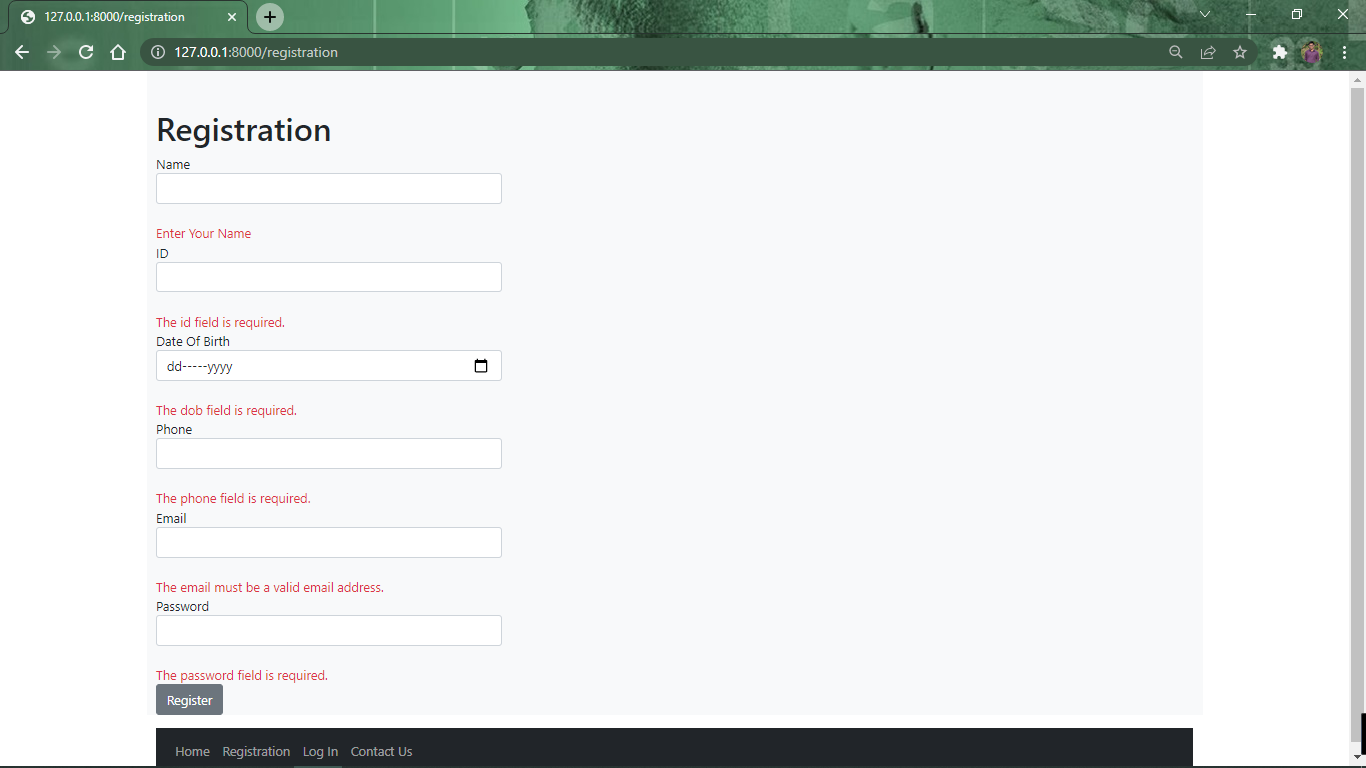 127.0.0.1:8000/registration
127.0.0.1:8000/registration
Registration
Name
Enter Your Name
ID
The id field is required.
Date Of Birth
dd-----yyyy
The dob field is required.
Phone
The phone field is required.
Email
The email must be a valid email address.
Password
The password field is required.
Register
Home Registration Log In Contact Us